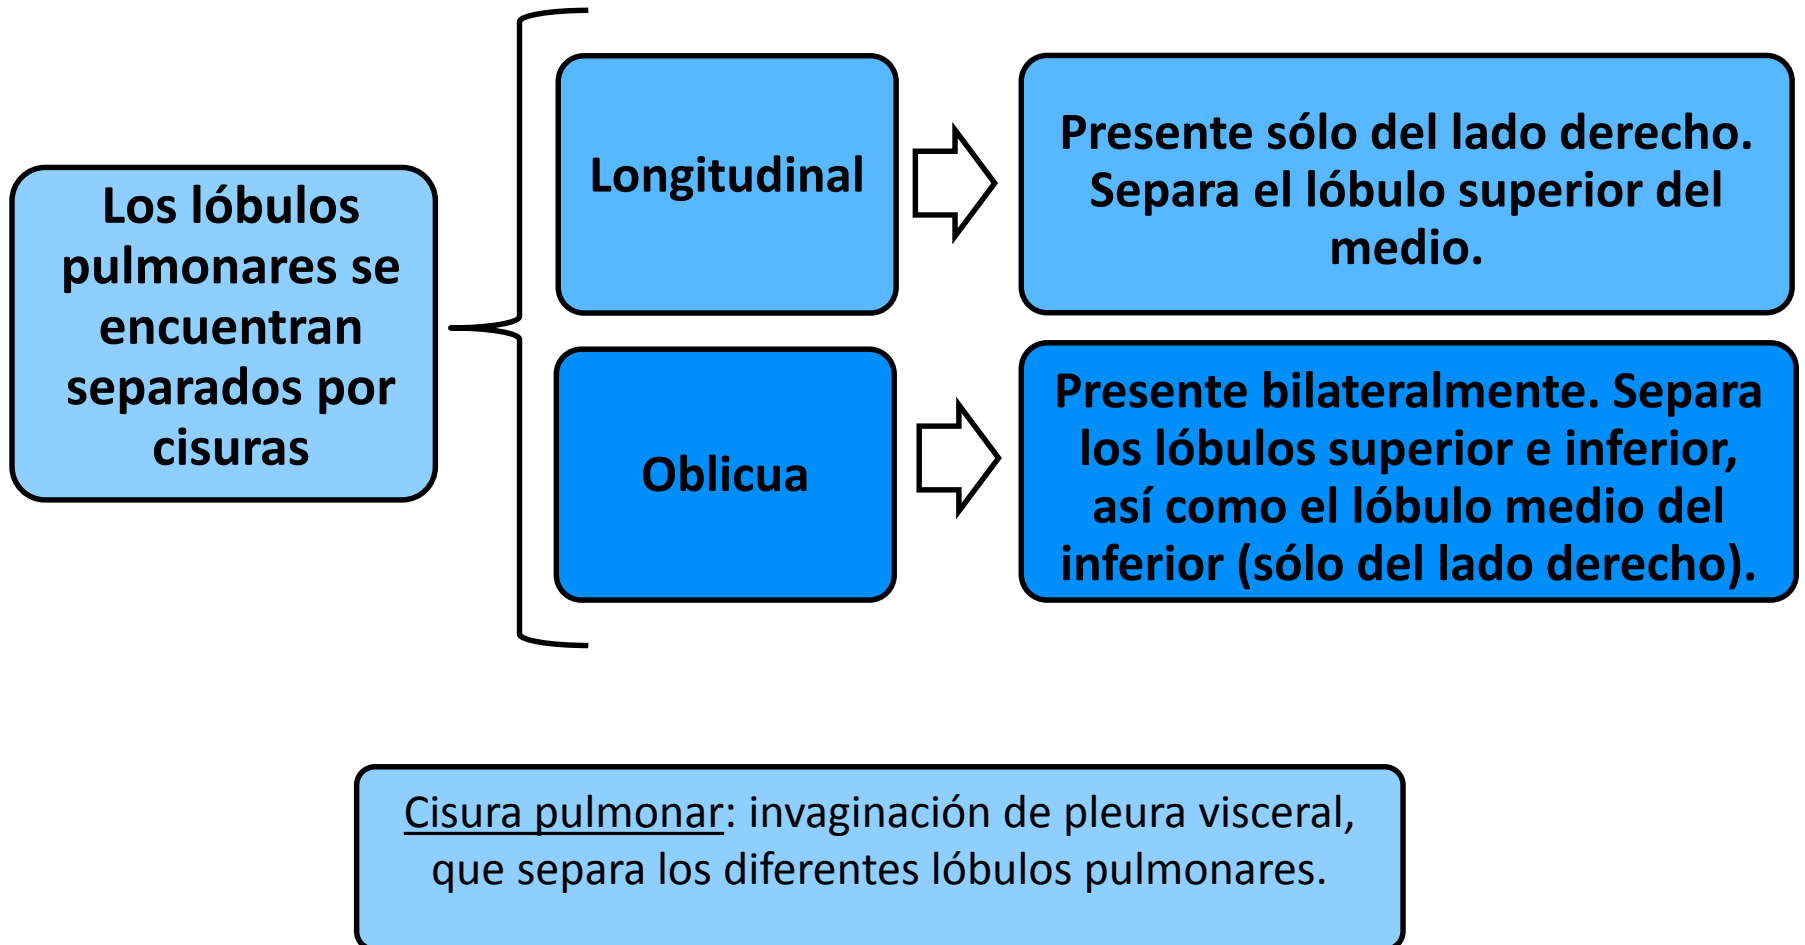 Los lóbulos
pulmonares se
encuentran
separados por
cisuras
Longitudinal
Presente sólo del lado derecho.
Separa el lóbulo superior del
medio.
Oblicua
Presente bilateralmente. Separa
los lóbulos superior e inferior,
así como el lóbulo medio del
inferior (sólo del lado derecho).
Cisura pulmonar: invaginación de pleura visceral,
que separa los diferentes lóbulos pulmonares.